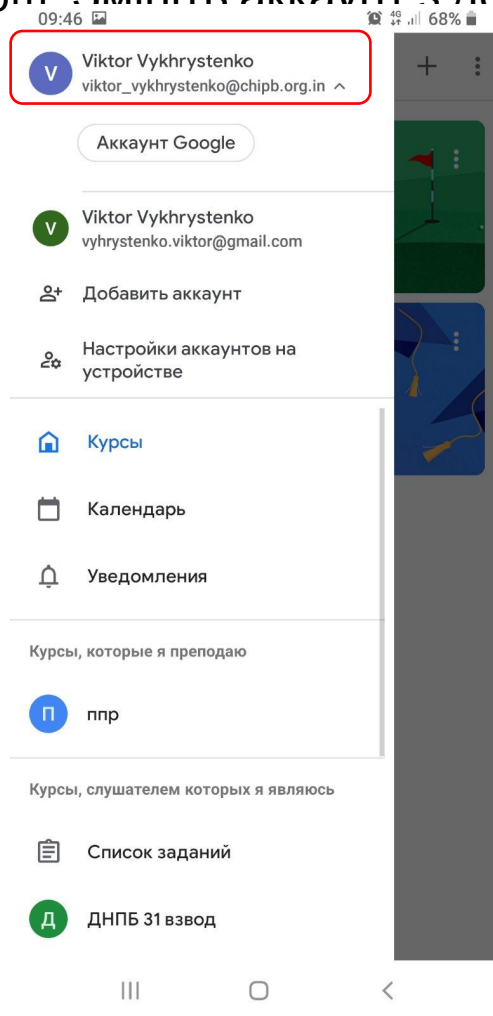 09:46 4G 68%
V Viktor Vykhrystenko
viktor_vykhrystenko@chipb.org.in
Аккаунт Google
V Viktor Vykhrystenko
vyhrystenko.viktor@gmail.com
Добавить аккаунт
Настройки аккаунтов на
устройстве
Курсы
Календарь
Уведомления
Курсы, которые я преподаю
П ппр
Курсы, слушателем которых я являюсь
Список заданий
Д ДНПБ 31 взвод